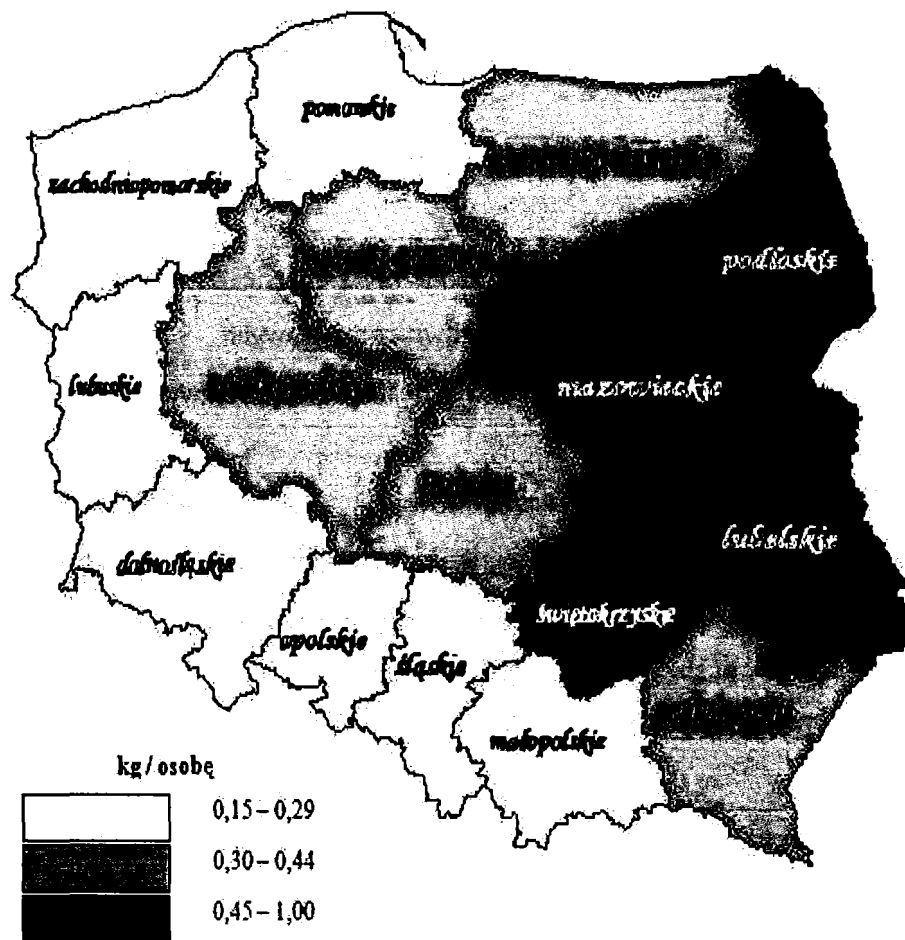 pomorskie
zachodniopomorskie
podlaskie
lubuskie
mazowieckie
lubelskie
dolnośląskie
świętokrzyskie
opolskie
śląskie
małopolskie
kg/osobę
0,15–0,29
0,30–0,44
0,45–1,00